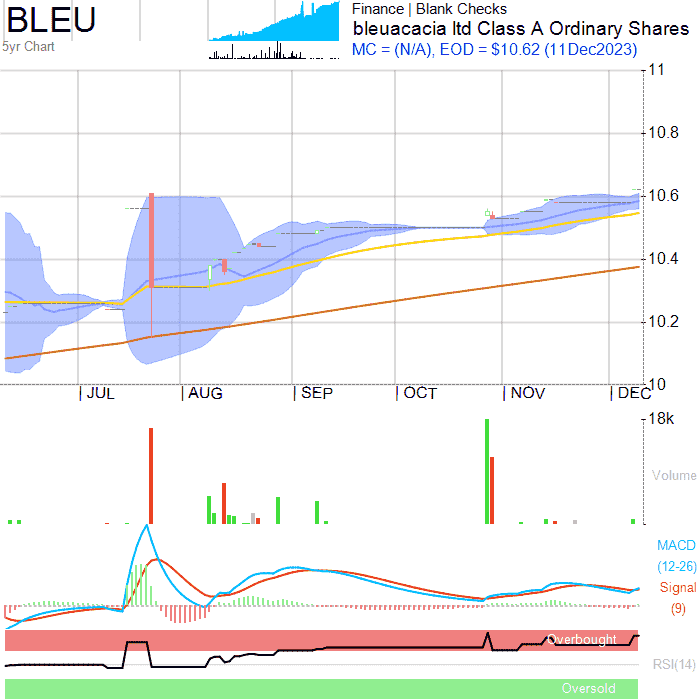 BLEU
5yr Chart
Finance | Blank Checks
bleuacacia ltd Class A Ordinary Shares
MC = (N/A), EOD = $10.62 (11Dec2023)
11
10.8
10.6
10.4
10.2
10
JUL
AUG
SEP
OCT
NOV
DEC
18k
Volume
MACD
(12-26)
Signal
(9)
Overbought
RSI(14)
Oversold